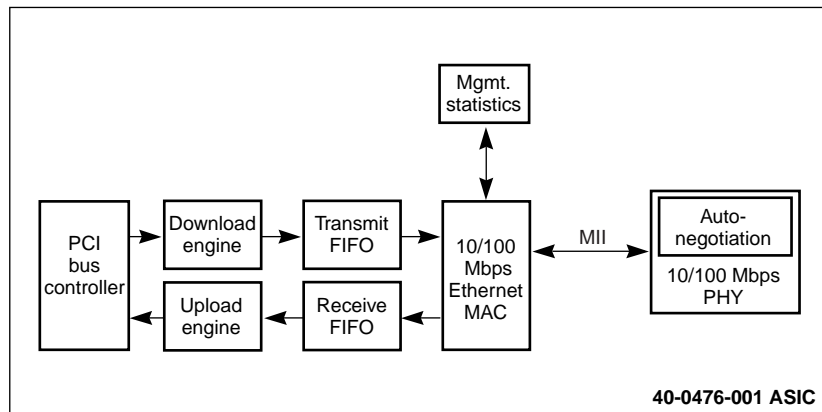 Mgmt.
statistics
PCI
bus
controller
Download
engine
Transmit
FIFO
Upload
engine
Receive
FIFO
10/100
Mbps
Ethernet
MAC
MII
Auto-
negotiation
10/100 Mbps
PHY
40-0476-001 ASIC